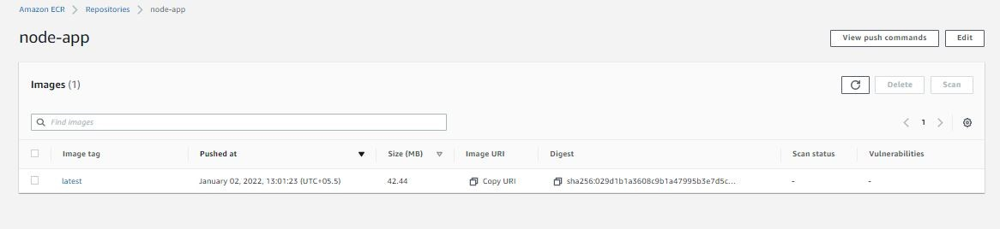 Amazon ECR Repositories node-app
node-app
View push commands Edit
Images (1)
Delete Scan
Find images
1
Image tag Pushed at Size (MB) Image URI Digest Scan status Vulnerabilities
latest January 02, 2022, 13:01:23 (UTC+05.5) 42.44 Copy URI sha256:029d1b1a3608c9b1a47995b3e7d5c... - -